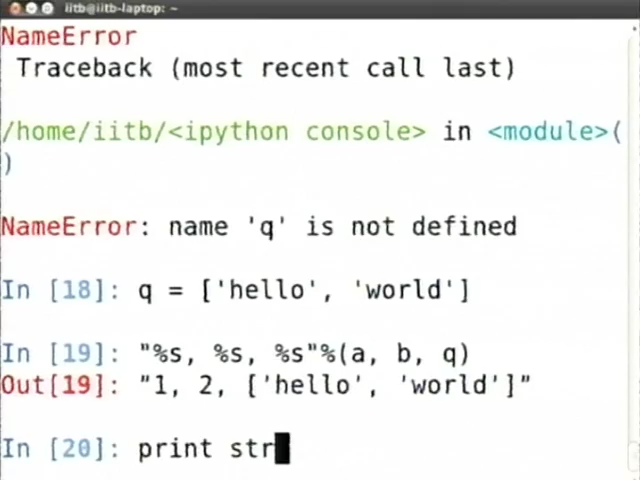 iitb@iitb-laptop: ~
NameError
Traceback (most recent call last)
/home/iitb/<ipython console> in <module>(
)
NameError: name 'q' is not defined
In [18]: q = ['hello', 'world']
In [19]: "%s, %s, %s"%(a, b, q)
Out[19]: "1, 2, ['hello', 'world']"
In [20]: print str